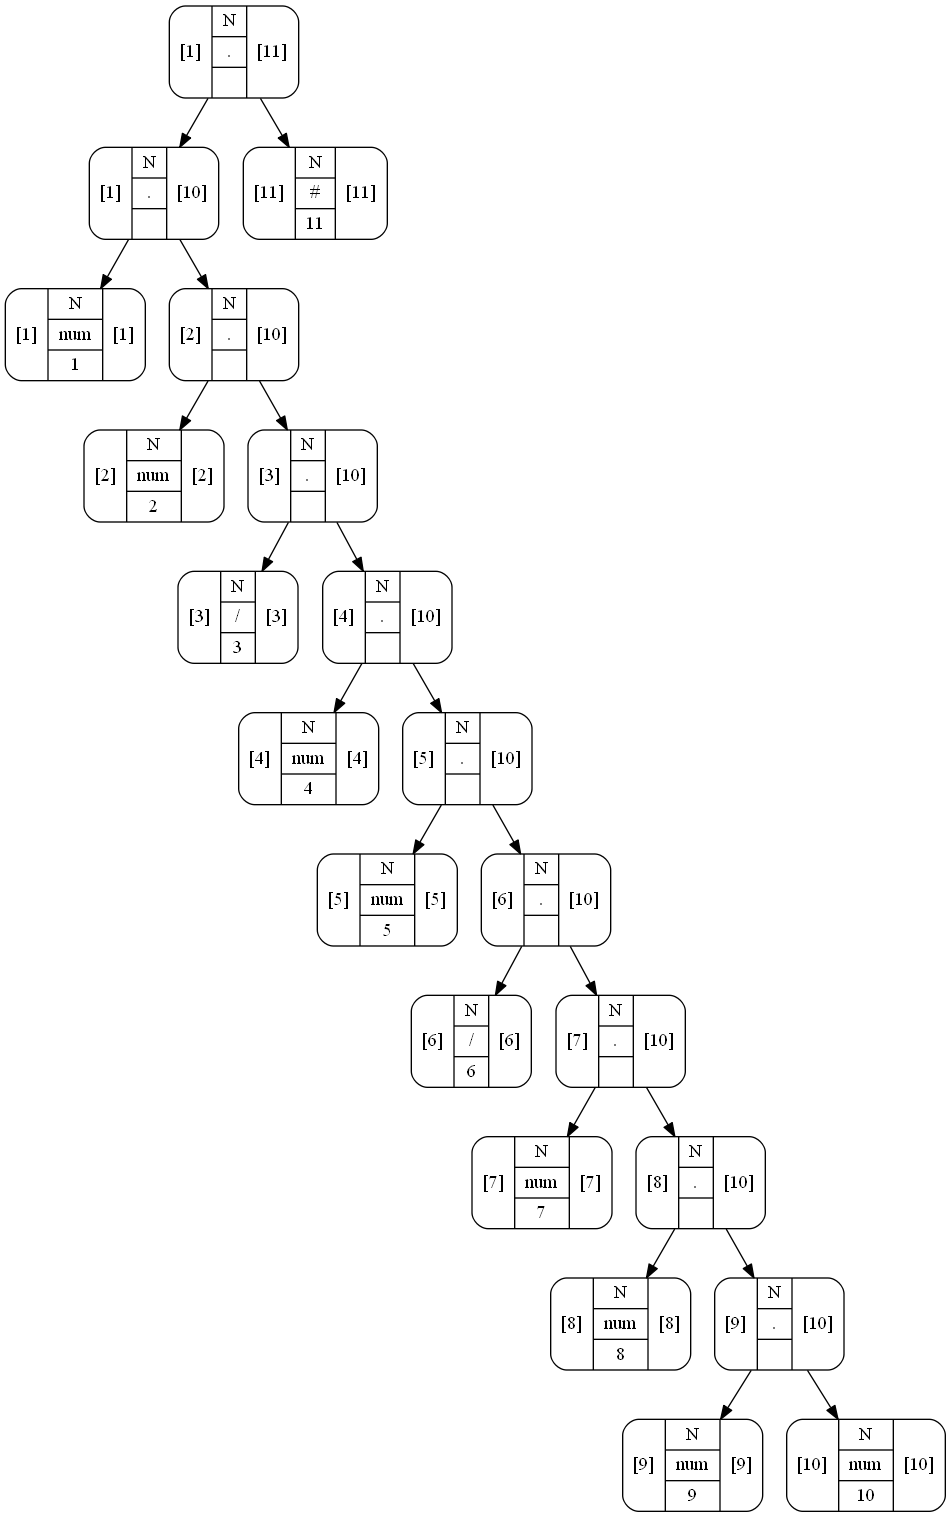 N
[1] . [11]
N
[1] . [10]
N
[11] # [11]
11
N
[1] num [1]
1
N
[2] . [10]
N
[2] num [2]
2
N
[3] . [10]
N
[3] / [3]
3
N
[4] . [10]
N
[4] num [4]
4
N
[5] . [10]
N
[5] num [5]
5
N
[6] . [10]
N
[6] / [6]
6
N
[7] . [10]
N
[7] num [7]
7
N
[8] . [10]
N
[8] num [8]
8
N
[9] . [10]
N
[9] num [9]
9
N
[10] num [10]
10